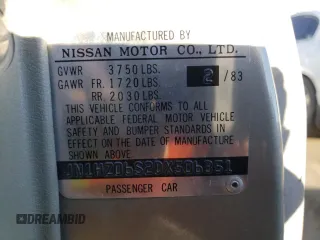 MANUFACTURED BY
NISSAN MOTOR CO., LTD.
GVWR 3750LBS. 2 /83
GAWR FR. 1720LBS.
RR. 2030LBS.
THIS VEHICLE CONFORMS TO ALL
APPLICABLE FEDERAL MOTOR VEHICLE
SAFETY AND BUMPER STANDARDS
IN EFFECT ON THE DATE OF MANUFACTURE
SHOWN ABOVE
PASSENGER CAR
DREAMBID